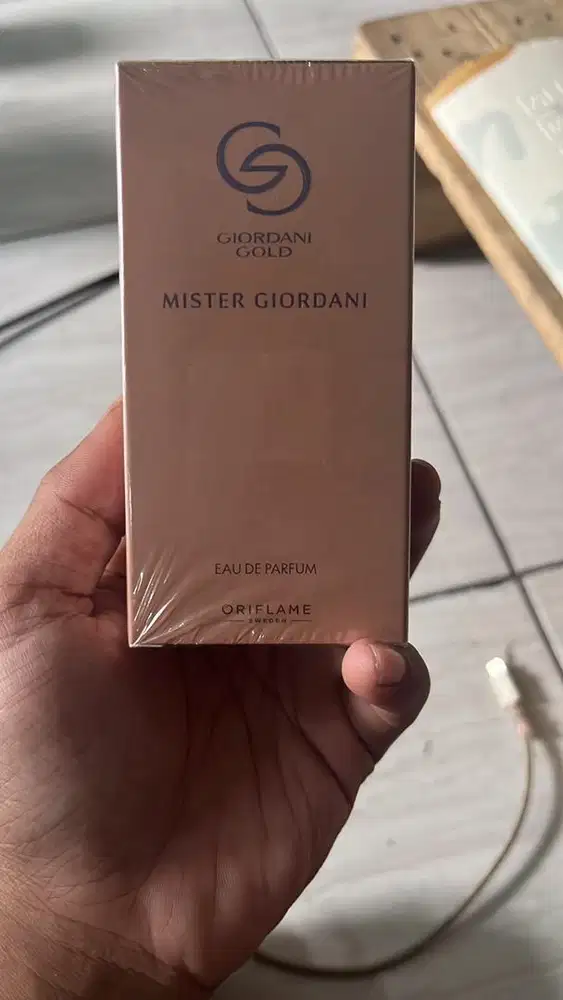 GIORDANI
GOLD
MISTER GIORDANI
EAU DE PARFUM
ORIFLAME
SWEDEN